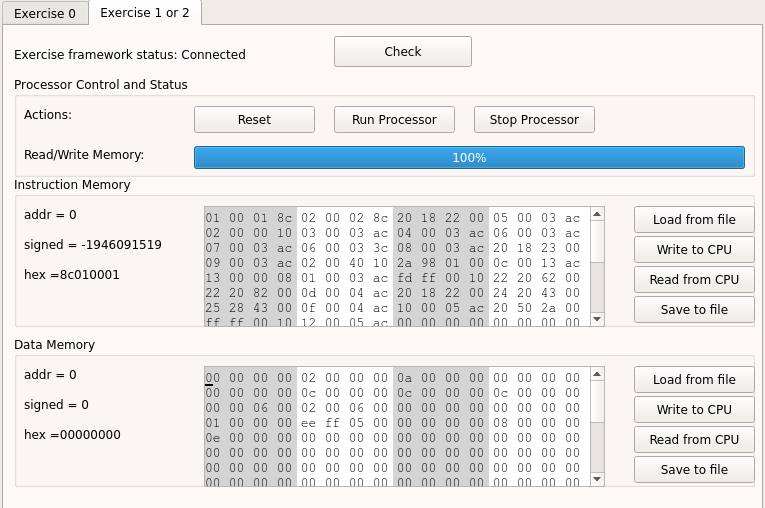 Exercise 0
Exercise 1 or 2
Exercise framework status: Connected
Check
Processor Control and Status
Actions:
Reset
Run Processor
Stop Processor
Read/Write Memory:
100%
Instruction Memory
addr = 0
signed = -1946091519
hex =8c010001
01 00 01 8c 02 00 02 8c 20 18 22 00 05 00 03 ac
02 00 00 10 03 00 03 ac 04 00 03 ac 06 00 03 ac
07 00 03 ac 06 00 03 3c 08 00 03 ac 20 18 23 00
09 00 03 ac 02 00 40 10 2a 98 01 00 0c 00 13 ac
13 00 00 08 01 00 03 ac fd ff 00 10 22 20 62 00
22 20 82 00 0d 00 04 ac 20 18 22 00 24 20 43 00
25 28 43 00 0f 00 04 ac 10 00 05 ac 20 50 2a 00
ff ff 00 10 12 00 05 ac 00 00 00 00 00 00 00 00
Load from file
Write to CPU
Read from CPU
Save to file
Data Memory
addr = 0
signed = 0
hex =00000000
00 00 00 00 02 00 00 00 0a 00 00 00 00 00 00 00
00 00 00 00 0c 00 00 00 0c 00 00 00 0c 00 00 00
00 00 06 00 02 00 06 00 00 00 00 00 00 00 00 00
01 00 00 00 ee ff 05 00 00 00 00 00 08 00 00 00
0e 00 00 00 00 00 00 00 00 00 00 00 00 00 00 00
00 00 00 00 00 00 00 00 00 00 00 00 00 00 00 00
00 00 00 00 00 00 00 00 00 00 00 00 00 00 00 00
00 00 00 00 00 00 00 00 00 00 00 00 00 00 00 00
Load from file
Write to CPU
Read from CPU
Save to file